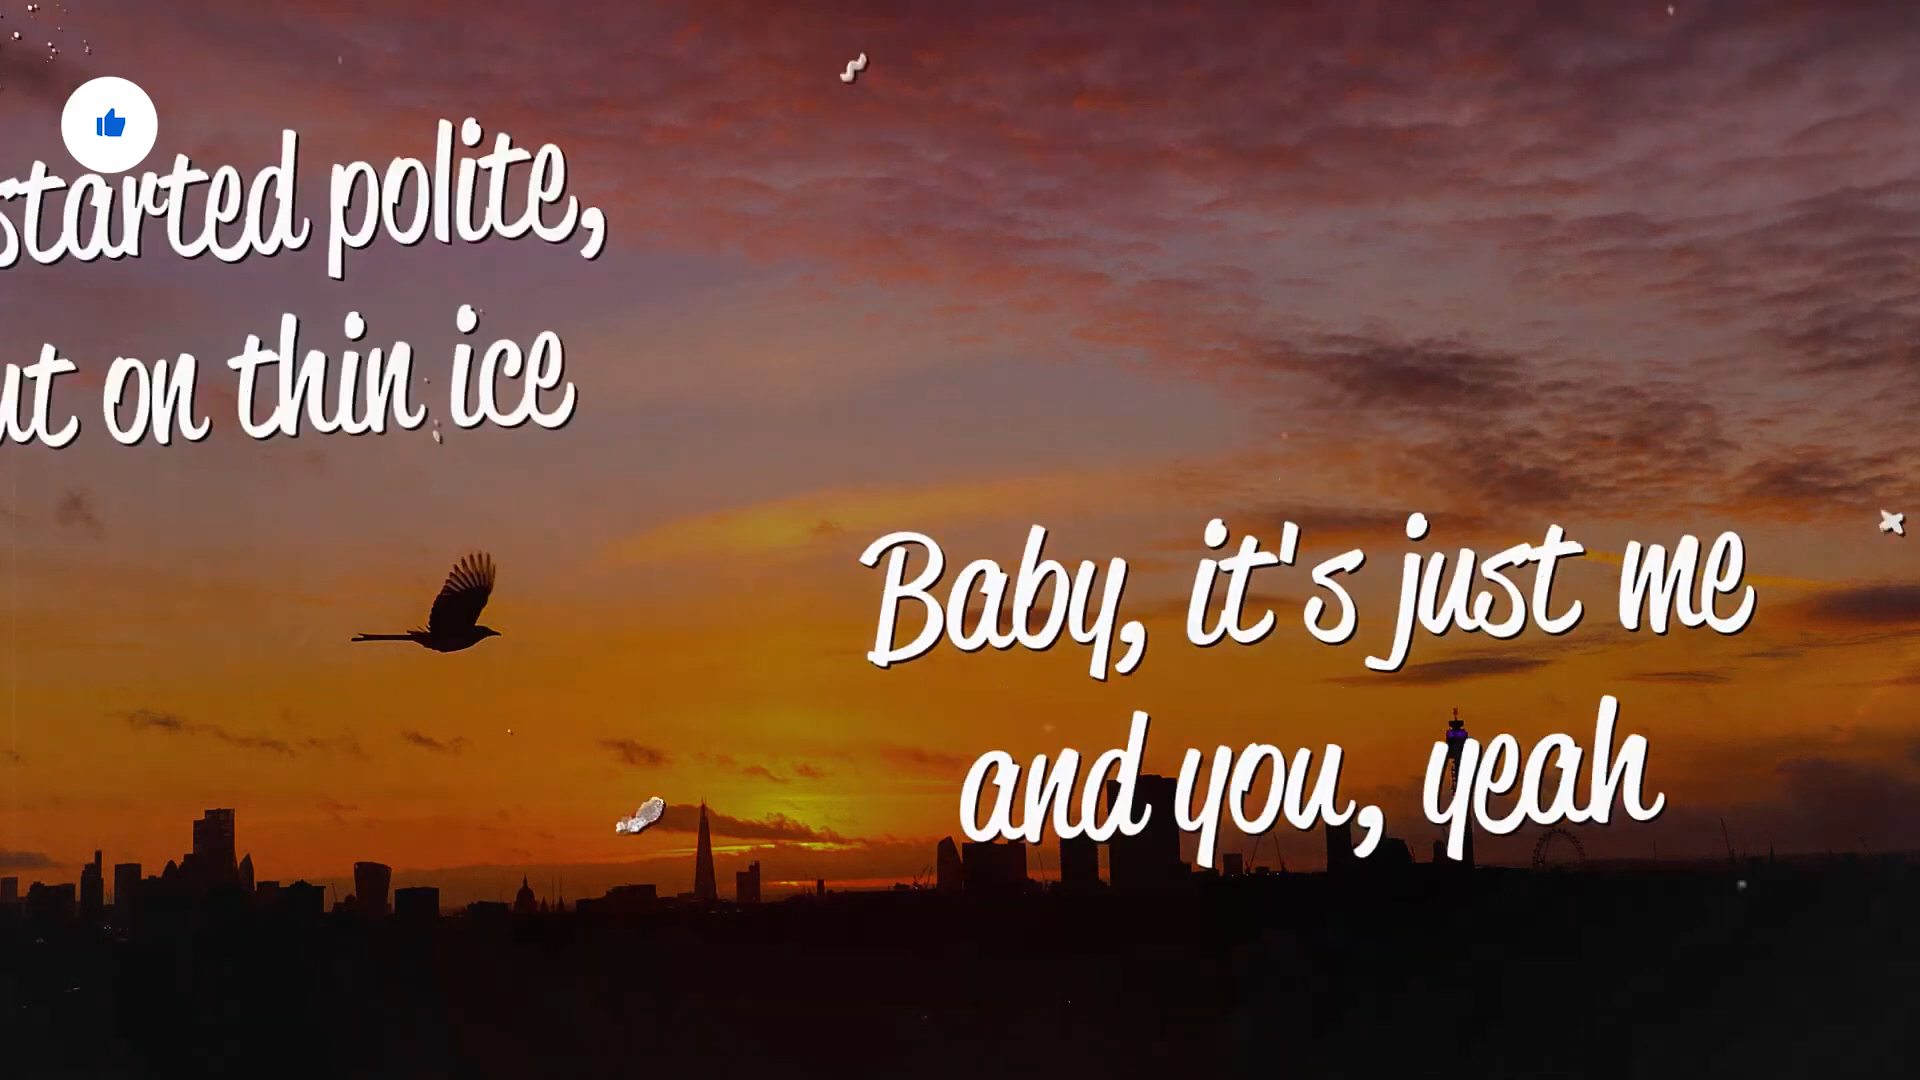 started polite,
ut on thin ice
Baby, it's just me
and you, yeah